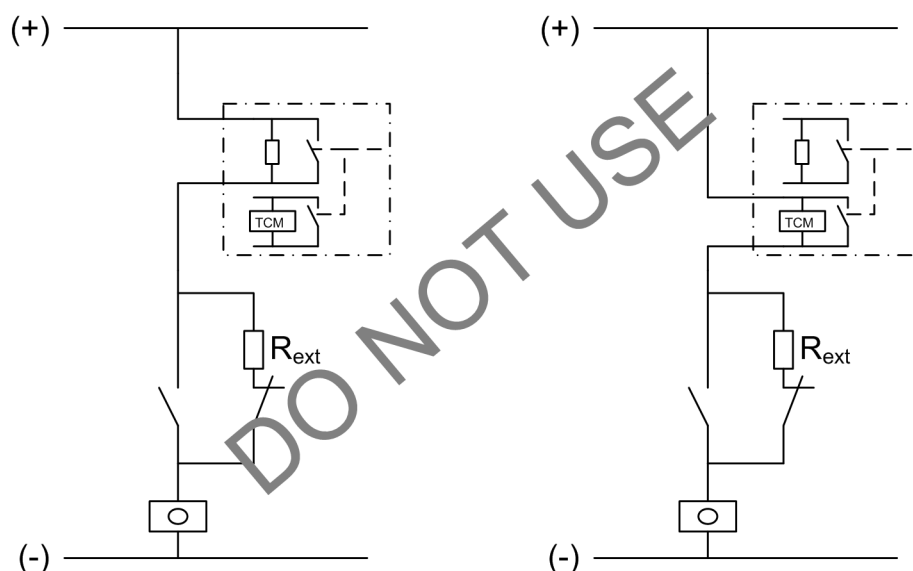 (+)
(+)
TCM
TCM
DO NOT USE
Rext
Rext
(-)
(-)